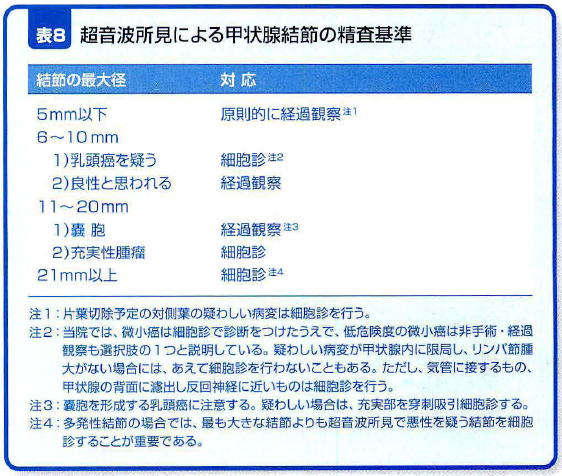 表8 超音波所見による甲状腺結節の精査基準
結節の最大径 対 応
5mm以下 原則的に経過観察注1
6〜10mm
1)乳頭癌を疑う 細胞診注2
2)良性と思われる 経過観察
11〜20mm
1)囊 胞 経過観察注3
2)充実性腫瘤 細胞診
21mm以上 細胞診注4
注1:片葉切除予定の対側葉の疑わしい病変は細胞診を行う。
注2:当院では、微小癌は細胞診で診断をつけたうえで、低危険度の微小癌は非手術・経過
観察も選択肢の1つと説明している。疑わしい病変が甲状腺内に限局し、リンパ節腫
大がない場合には、あえて細胞診を行わないこともある。ただし、気管に接するもの、
甲状腺の背面に濾出し反回神経に近いものは細胞診を行う。
注3:囊胞を形成する乳頭癌に注意する。疑わしい場合は、充実部を穿刺吸引細胞診する。
注4:多発性結節の場合では、最も大きな結節よりも超音波所見で悪性を疑う結節を細胞
診することが重要である。